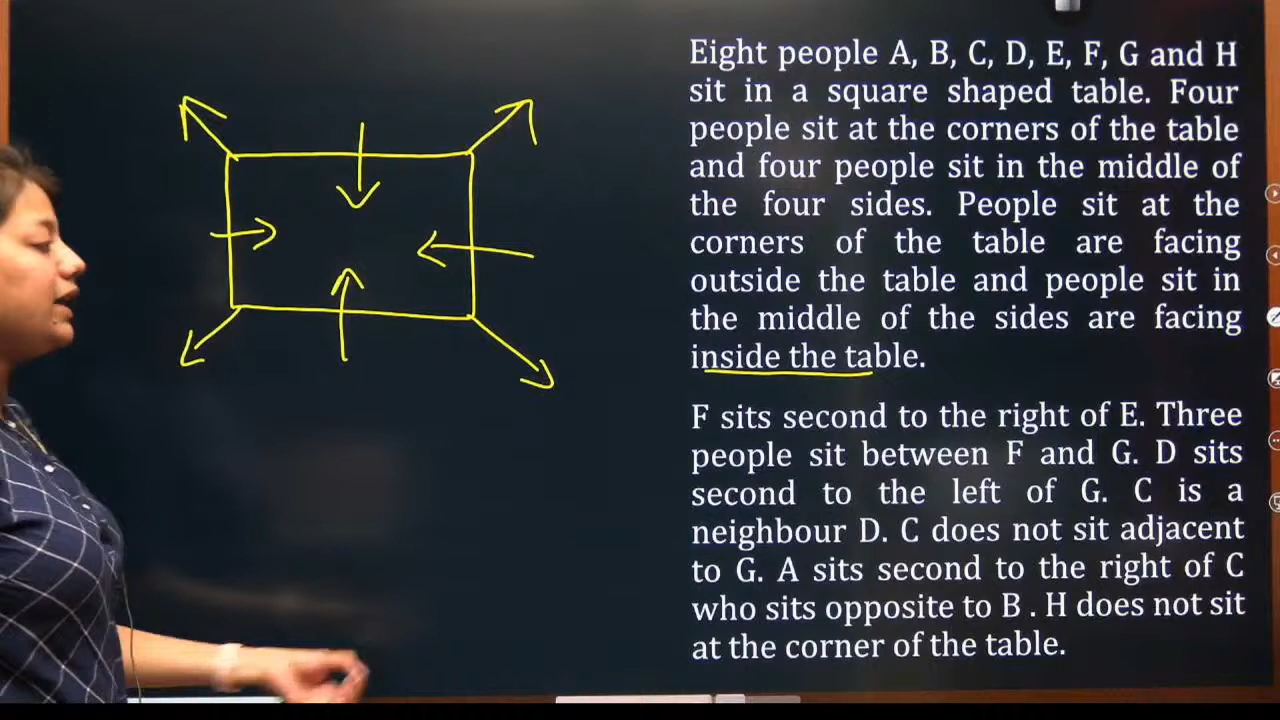 Eight people A, B, C, D, E, F, G and H
sit in a square shaped table. Four
people sit at the corners of the table
and four people sit in the middle of
the four sides. People sit at the
corners of the table are facing
outside the table and people sit in
the middle of the sides are facing
inside the table.
F sits second to the right of E. Three
people sit between F and G. D sits
second to the left of G. C is a
neighbour D. C does not sit adjacent
to G. A sits second to the right of C
who sits opposite to B . H does not sit
at the corner of the table.